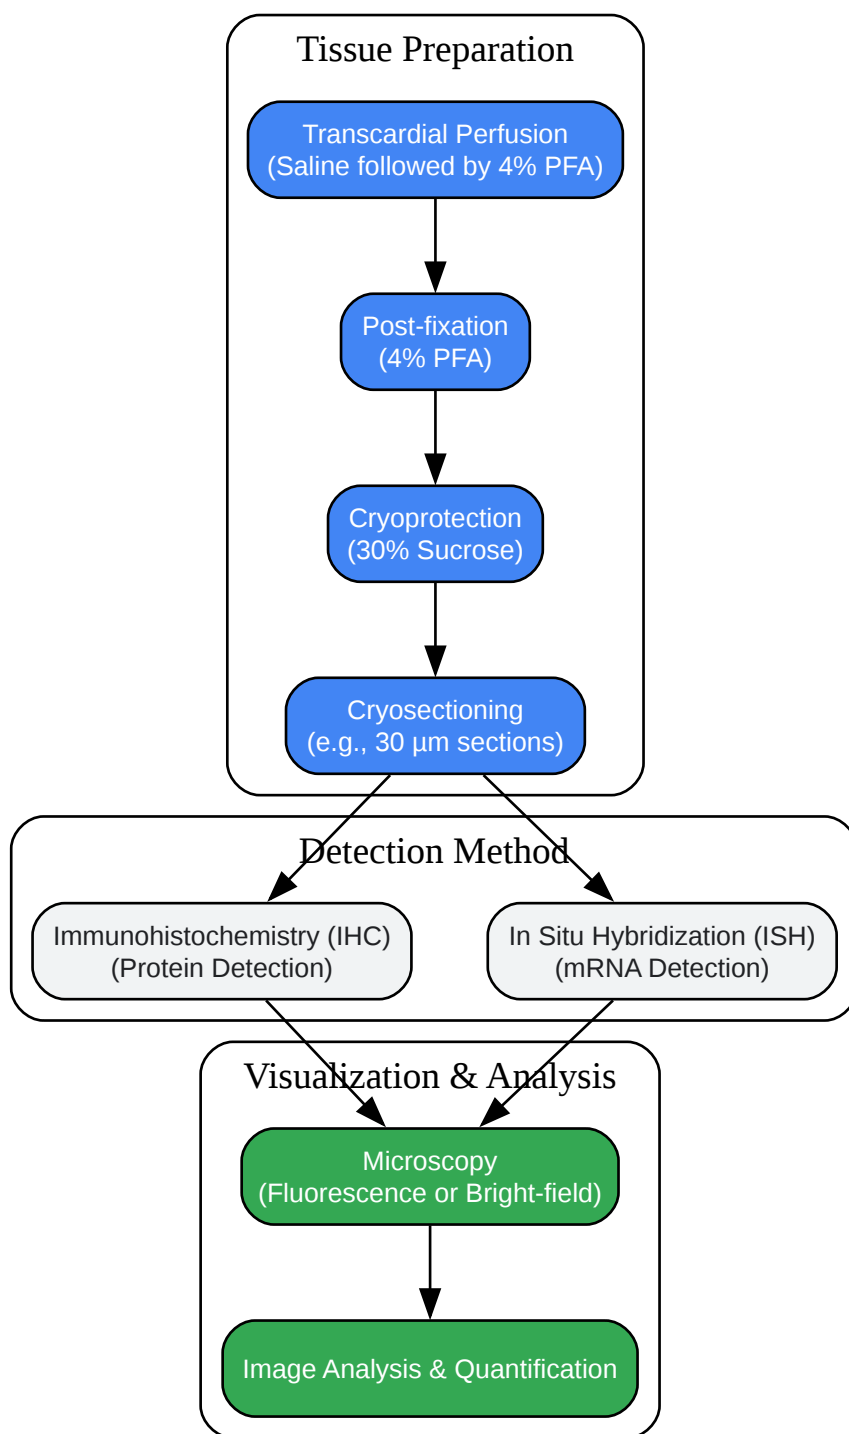 Tissue Preparation
Transcardial Perfusion
(Saline followed by 4% PFA)
Post-fixation
(4% PFA)
Cryoprotection
(30% Sucrose)
Cryosectioning
(e.g., 30 µm sections)
Detection Method
Immunohistochemistry (IHC)
(Protein Detection)
In Situ Hybridization (ISH)
(mRNA Detection)
Visualization & Analysis
Microscopy
(Fluorescence or Bright-field)
Image Analysis & Quantification